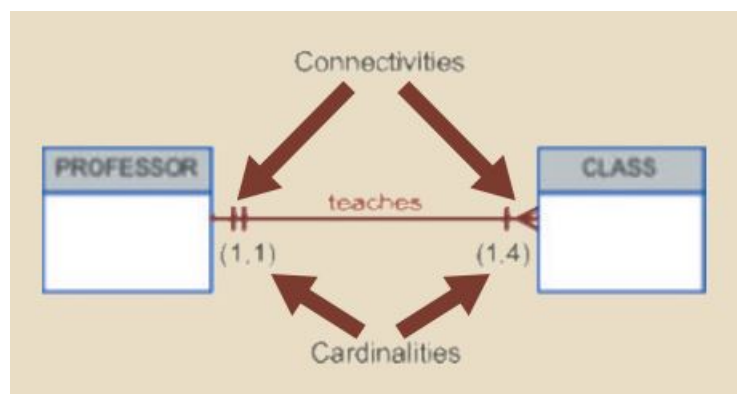 Connectivities
PROFESSOR
CLASS
teaches
(1,1)
(1,4)
Cardinalities